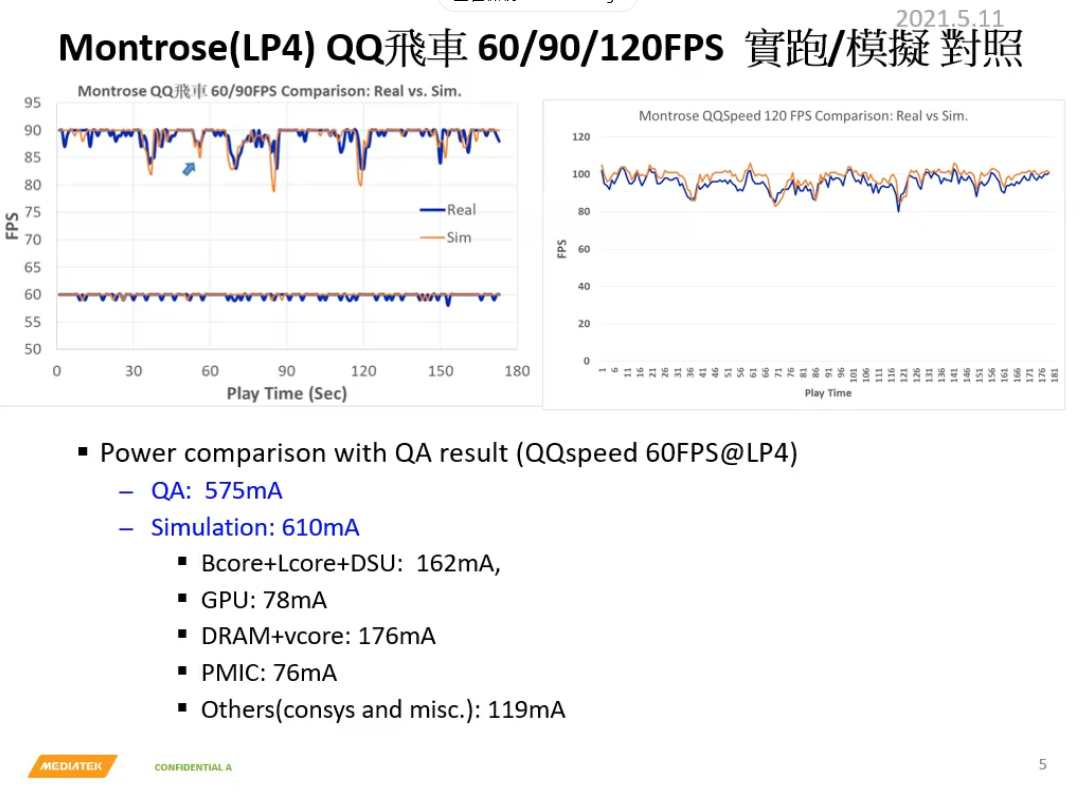 2021.5.11
Montrose(LP4) QQ飛車 60/90/120FPS 實跑/模擬 對照
Montrose QQ飛車 60/90FPS Comparison: Real vs. Sim.
95
90
85
80
75
70
65
60
55
50
FPS
Real
Sim
0 30 60 90 120 150 180
Play Time (Sec)
Montrose QQSpeed 120 FPS Comparison: Real vs Sim.
120
100
80
60
40
20
0
FPS
1 6 11 16 21 26 31 36 41 46 51 56 61 66 71 76 81 86 91 96 101 106 111 116 121 126 131 136 141 146 151 156 161 166 171 176 181
Play Time
▪ Power comparison with QA result (QQspeed 60FPS@LP4)
– QA: 575mA
– Simulation: 610mA
▪ Bcore+Lcore+DSU: 162mA,
▪ GPU: 78mA
▪ DRAM+vcore: 176mA
▪ PMIC: 76mA
▪ Others(consys and misc.): 119mA
MEDIATEK
CONFIDENTIAL A
5